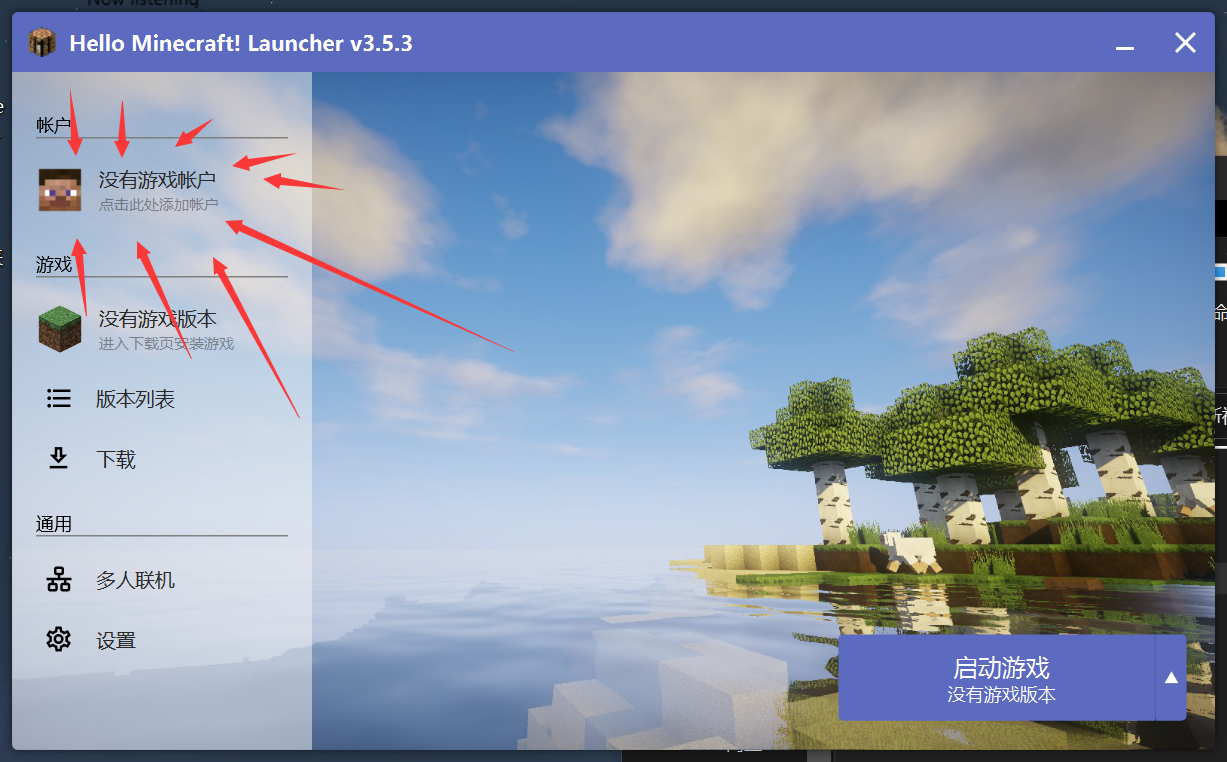 Now listening
Hello Minecraft! Launcher v3.5.3
帐户
没有游戏帐户
点击此处添加帐户
游戏
没有游戏版本
进入下载页安装游戏
版本列表
下载
通用
多人联机
设置
启动游戏
没有游戏版本